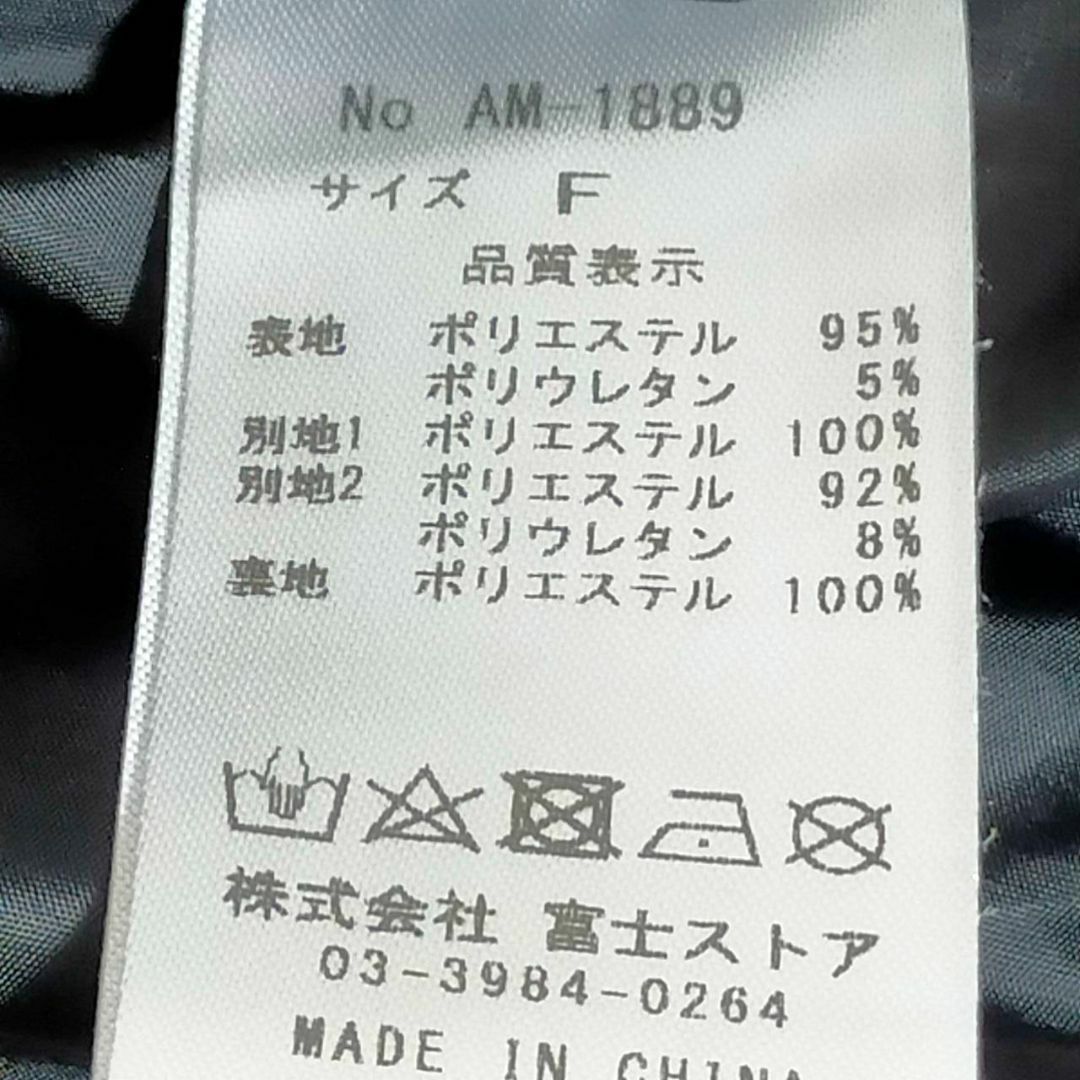 No AM-1889
サイズ F
品質表示
表地 ポリエステル 95%
ポリウレタン 5%
別地1 ポリエステル 100%
別地2 ポリエステル 92%
ポリウレタン 8%
裏地 ポリエステル 100%
株式会社 富士ストア
03-3984-0264
MADE IN CHINA